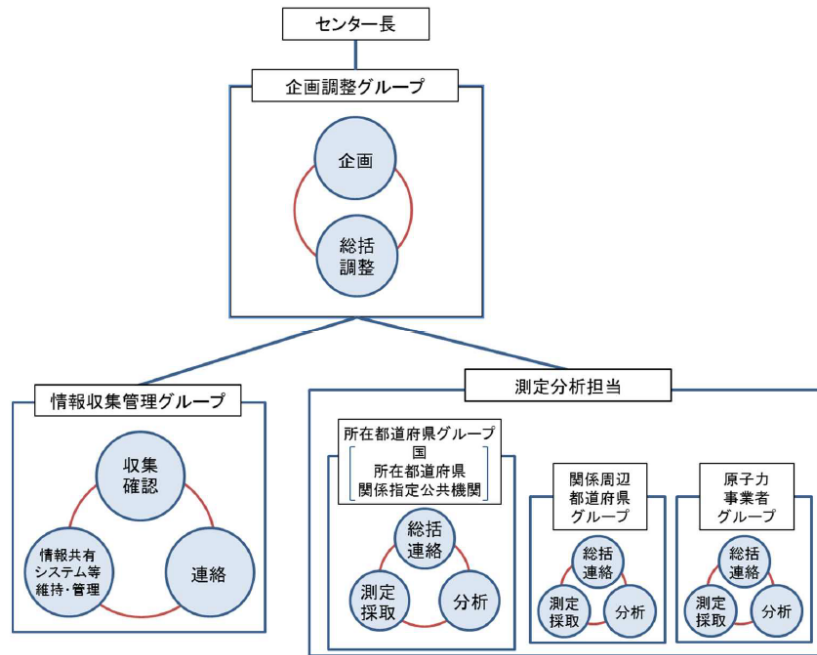 センター長
企画調整グループ
企画
総括
調整
情報収集管理グループ
収集
確認
情報共有
システム等
維持・管理
連絡
測定分析担当
所在都道府県グループ
国
所在都道府県
関係指定公共機関
総括
連絡
測定
採取
分析
関係周辺
都道府県
グループ
総括
連絡
測定
採取
分析
原子力
事業者
グループ
総括
連絡
測定
採取
分析